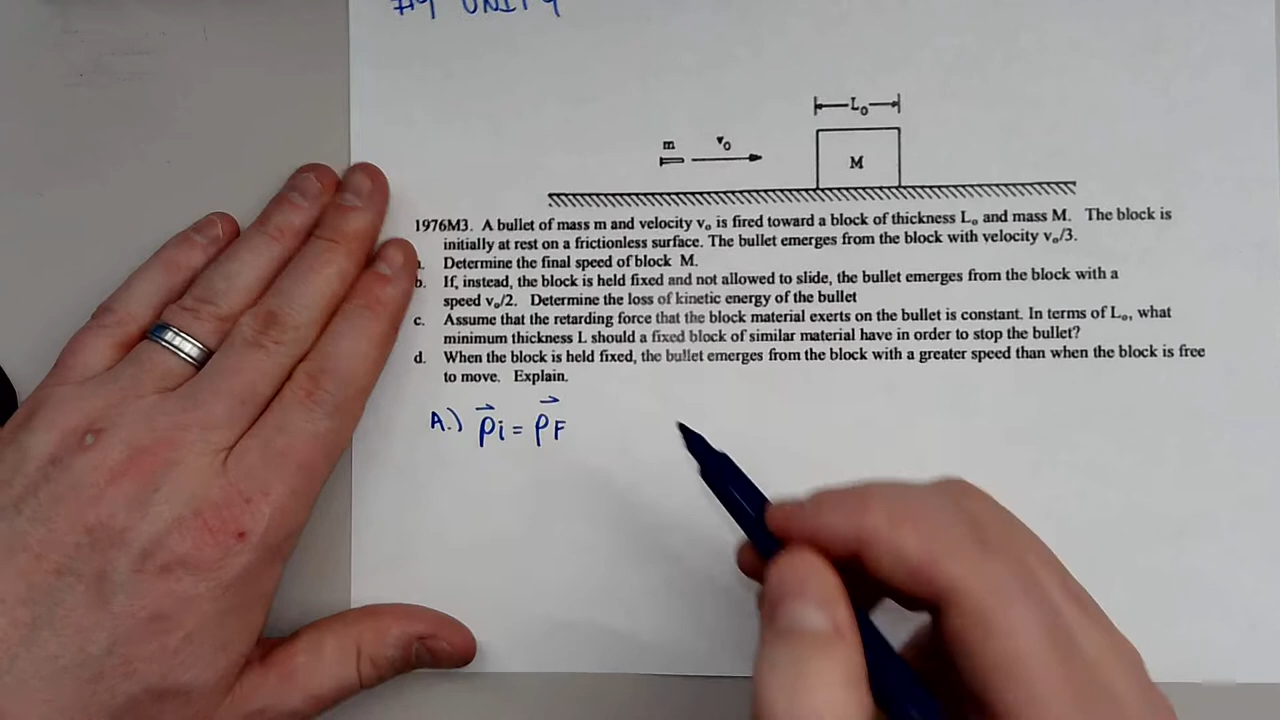 #9 UNITY
L₀
m v₀
M
1976M3. A bullet of mass m and velocity v₀ is fired toward a block of thickness L₀ and mass M. The block is
initially at rest on a frictionless surface. The bullet emerges from the block with velocity v₀/3.
Determine the final speed of block M.
b. If, instead, the block is held fixed and not allowed to slide, the bullet emerges from the block with a
speed v₀/2. Determine the loss of kinetic energy of the bullet
c. Assume that the retarding force that the block material exerts on the bullet is constant. In terms of L₀, what
minimum thickness L should a fixed block of similar material have in order to stop the bullet?
d. When the block is held fixed, the bullet emerges from the block with a greater speed than when the block is free
to move. Explain.
A.) p⃗i = p⃗F